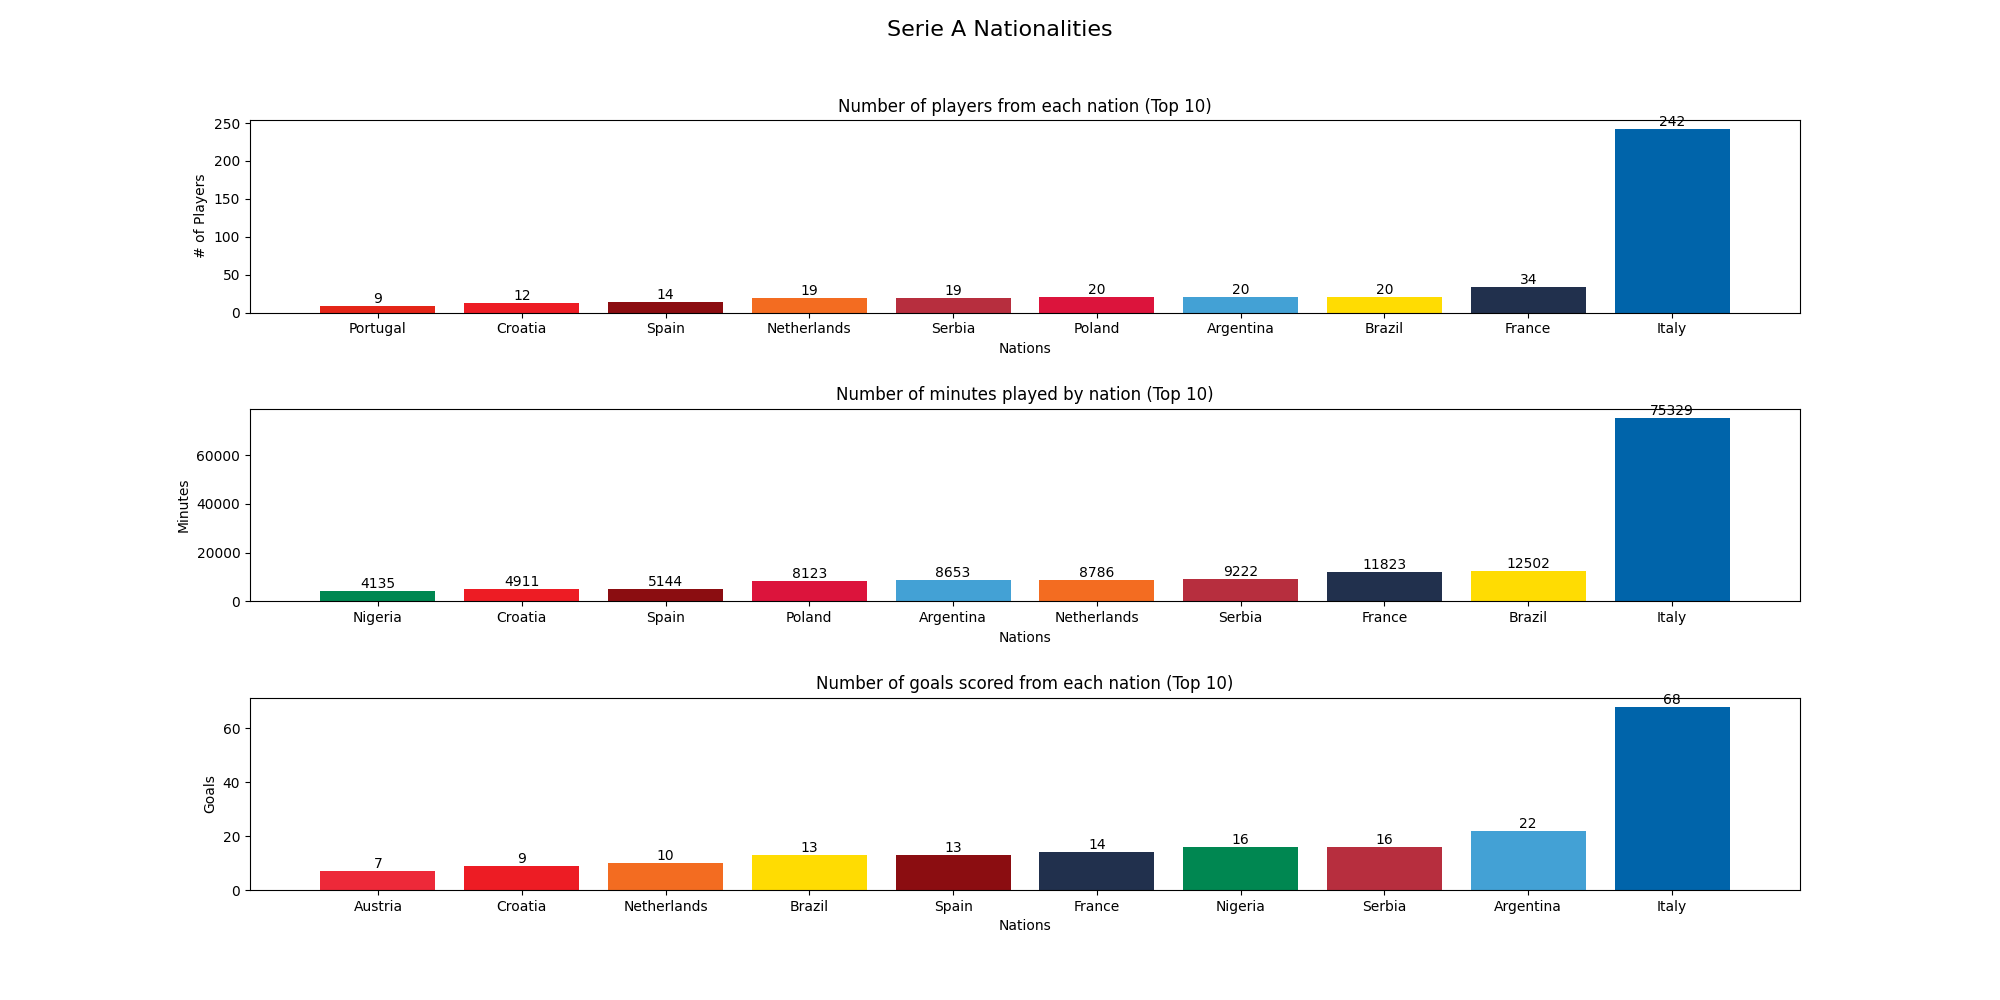 Serie A Nationalities
Number of players from each nation (Top 10)
250
200
150
100
50
0
# of Players
9 12 14 19 19 20 20 20 34 242
Portugal Croatia Spain Netherlands Serbia Poland Argentina Brazil France Italy
Nations
Number of minutes played by nation (Top 10)
60000
40000
20000
0
Minutes
4135 4911 5144 8123 8653 8786 9222 11823 12502 75329
Nigeria Croatia Spain Poland Argentina Netherlands Serbia France Brazil Italy
Nations
Number of goals scored from each nation (Top 10)
60
40
20
0
Goals
7 9 10 13 13 14 16 16 22 68
Austria Croatia Netherlands Brazil Spain France Nigeria Serbia Argentina Italy
Nations